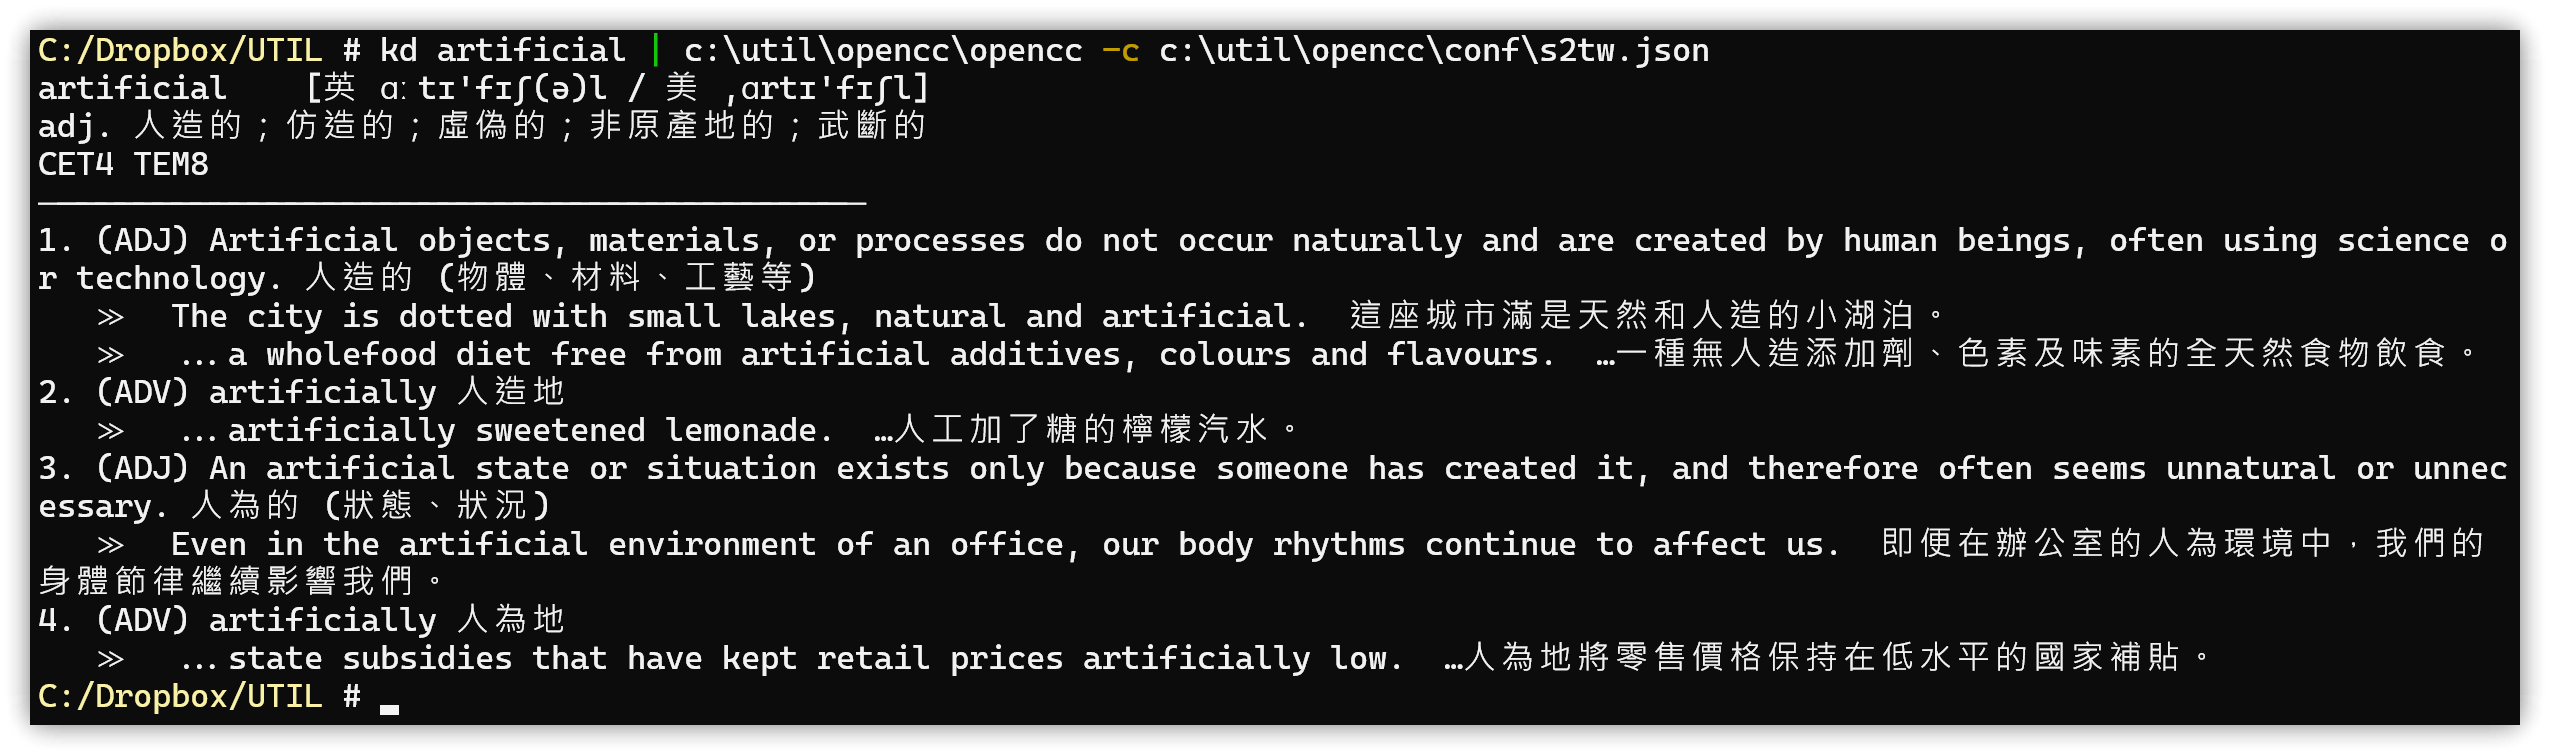 C:/Dropbox/UTIL # kd artificial | c:\util\opencc\opencc -c c:\util\opencc\conf\s2tw.json
artificial    [英 ɑːtɪ'fɪʃ(ə)l / 美 ,ɑrtɪ'fɪʃl]
adj. 人造的；仿造的；虛偽的；非原產地的；武斷的
CET4 TEM8
————————————————————————————————————————————
1. (ADJ) Artificial objects, materials, or processes do not occur naturally and are created by human beings, often using science o
r technology. 人造的 (物體、材料、工藝等)
   ≫  The city is dotted with small lakes, natural and artificial.  這座城市滿是天然和人造的小湖泊。
   ≫  …a wholefood diet free from artificial additives, colours and flavours.  …一種無人造添加劑、色素及味素的全天然食物飲食。
2. (ADV) artificially 人造地
   ≫  …artificially sweetened lemonade.  …人工加了糖的檸檬汽水。
3. (ADJ) An artificial state or situation exists only because someone has created it, and therefore often seems unnatural or unnec
essary. 人為的 (狀態、狀況)
   ≫  Even in the artificial environment of an office, our body rhythms continue to affect us.  即便在辦公室的人為環境中，我們的
身體節律繼續影響我們。
4. (ADV) artificially 人為地
   ≫  …state subsidies that have kept retail prices artificially low.  …人為地將零售價格保持在低水平的國家補貼。
C:/Dropbox/UTIL #